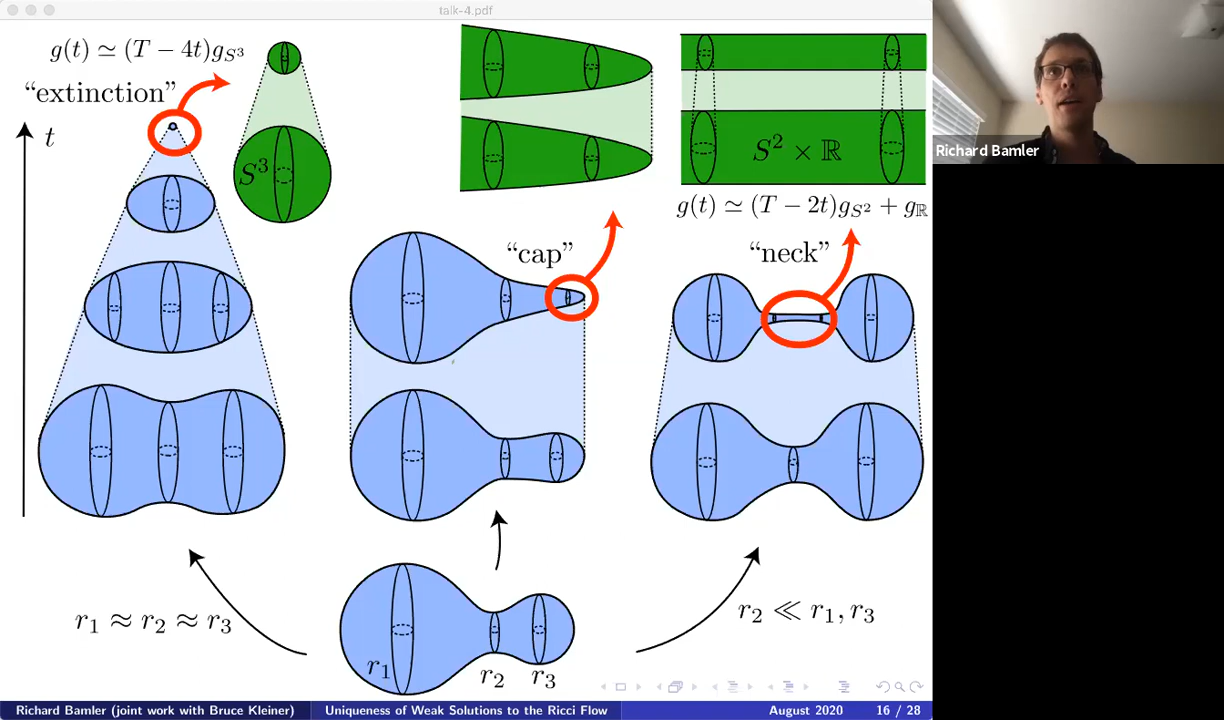 talk-4.pdf
g(t) ≃ (T − 4t)g_{S^3}
“extinction”
t
S^3
S^2 × ℝ
g(t) ≃ (T − 2t)g_{S^2} + g_ℝ
“cap”
“neck”
r_1 ≈ r_2 ≈ r_3
r_2 ≪ r_1, r_3
r_1
r_2
r_3
Richard Bamler
Richard Bamler (joint work with Bruce Kleiner)
Uniqueness of Weak Solutions to the Ricci Flow
August 2020
16 / 28